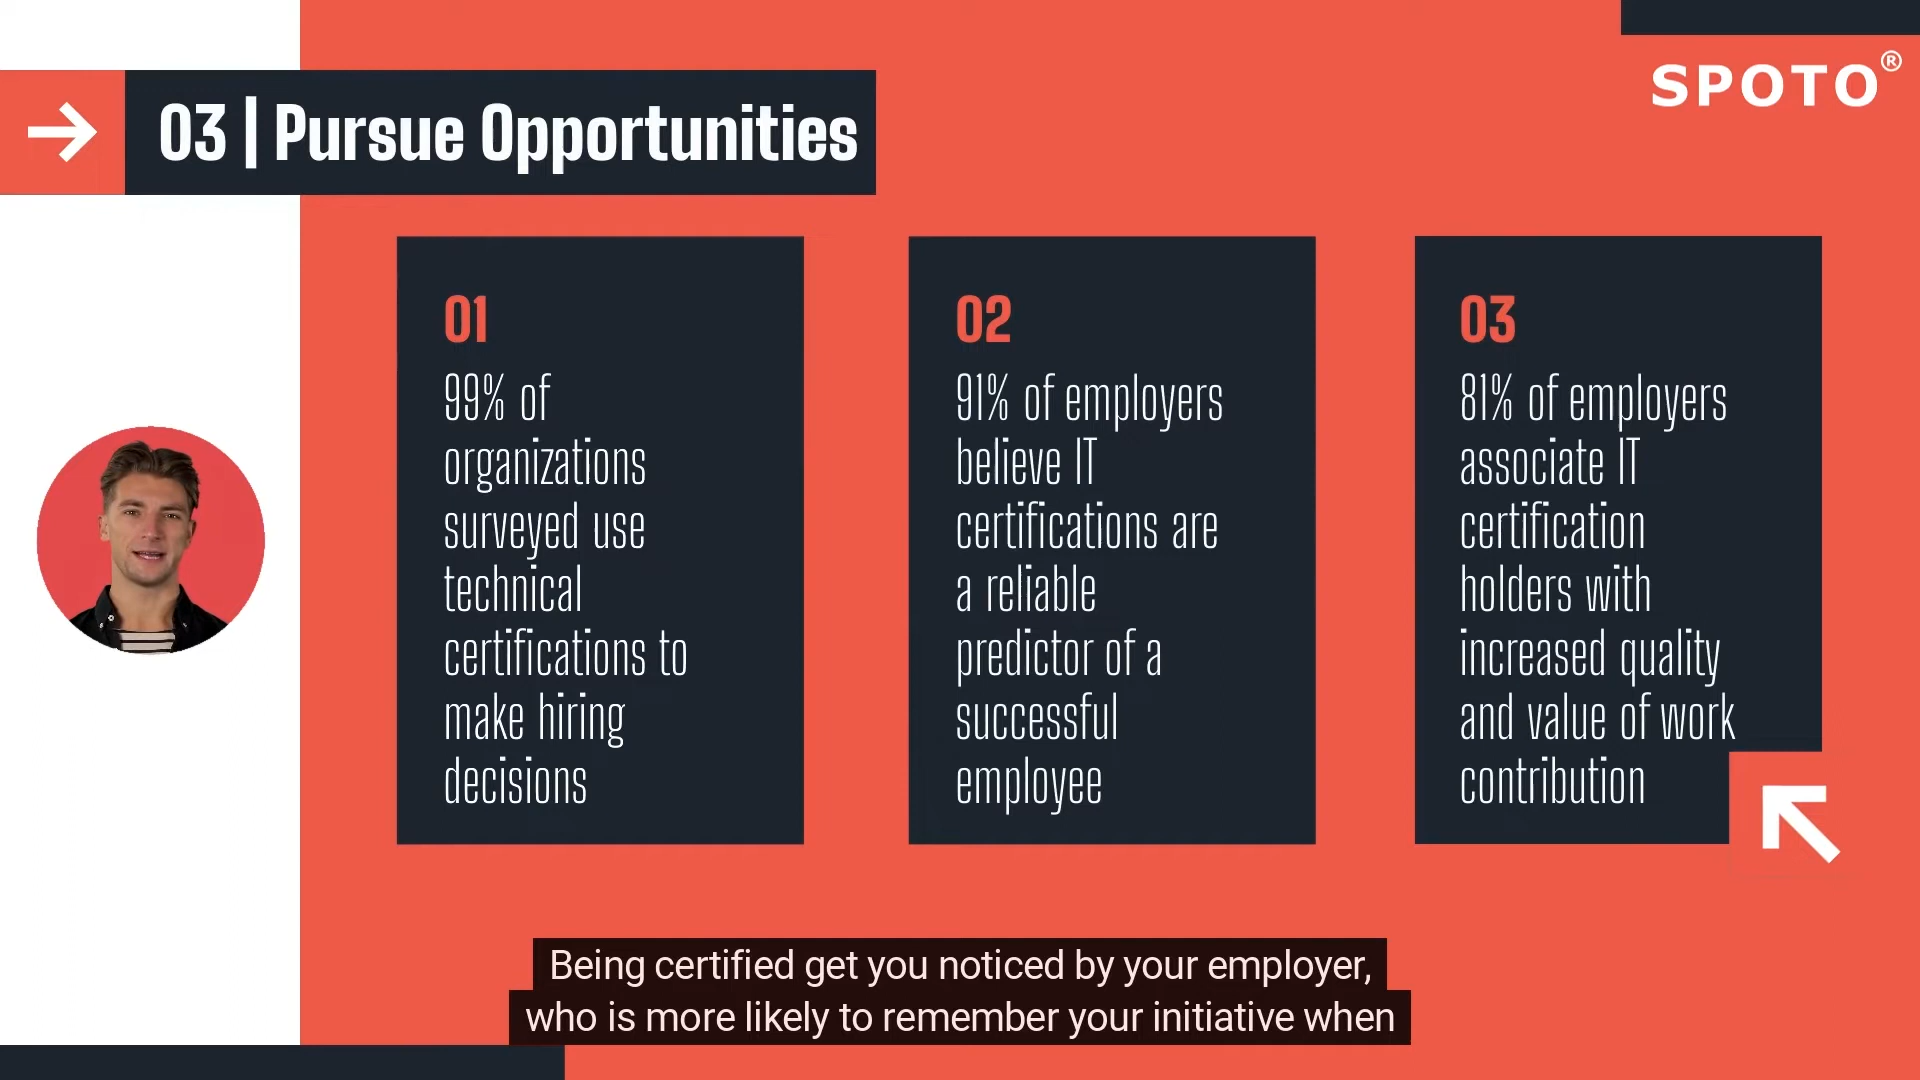 SPOTO®
03 | Pursue Opportunities
01
99% of
organizations
surveyed use
technical
certifications to
make hiring
decisions
02
91% of employers
believe IT
certifications are
a reliable
predictor of a
successful
employee
03
81% of employers
associate IT
certification
holders with
increased quality
and value of work
contribution
Being certified get you noticed by your employer,
who is more likely to remember your initiative when